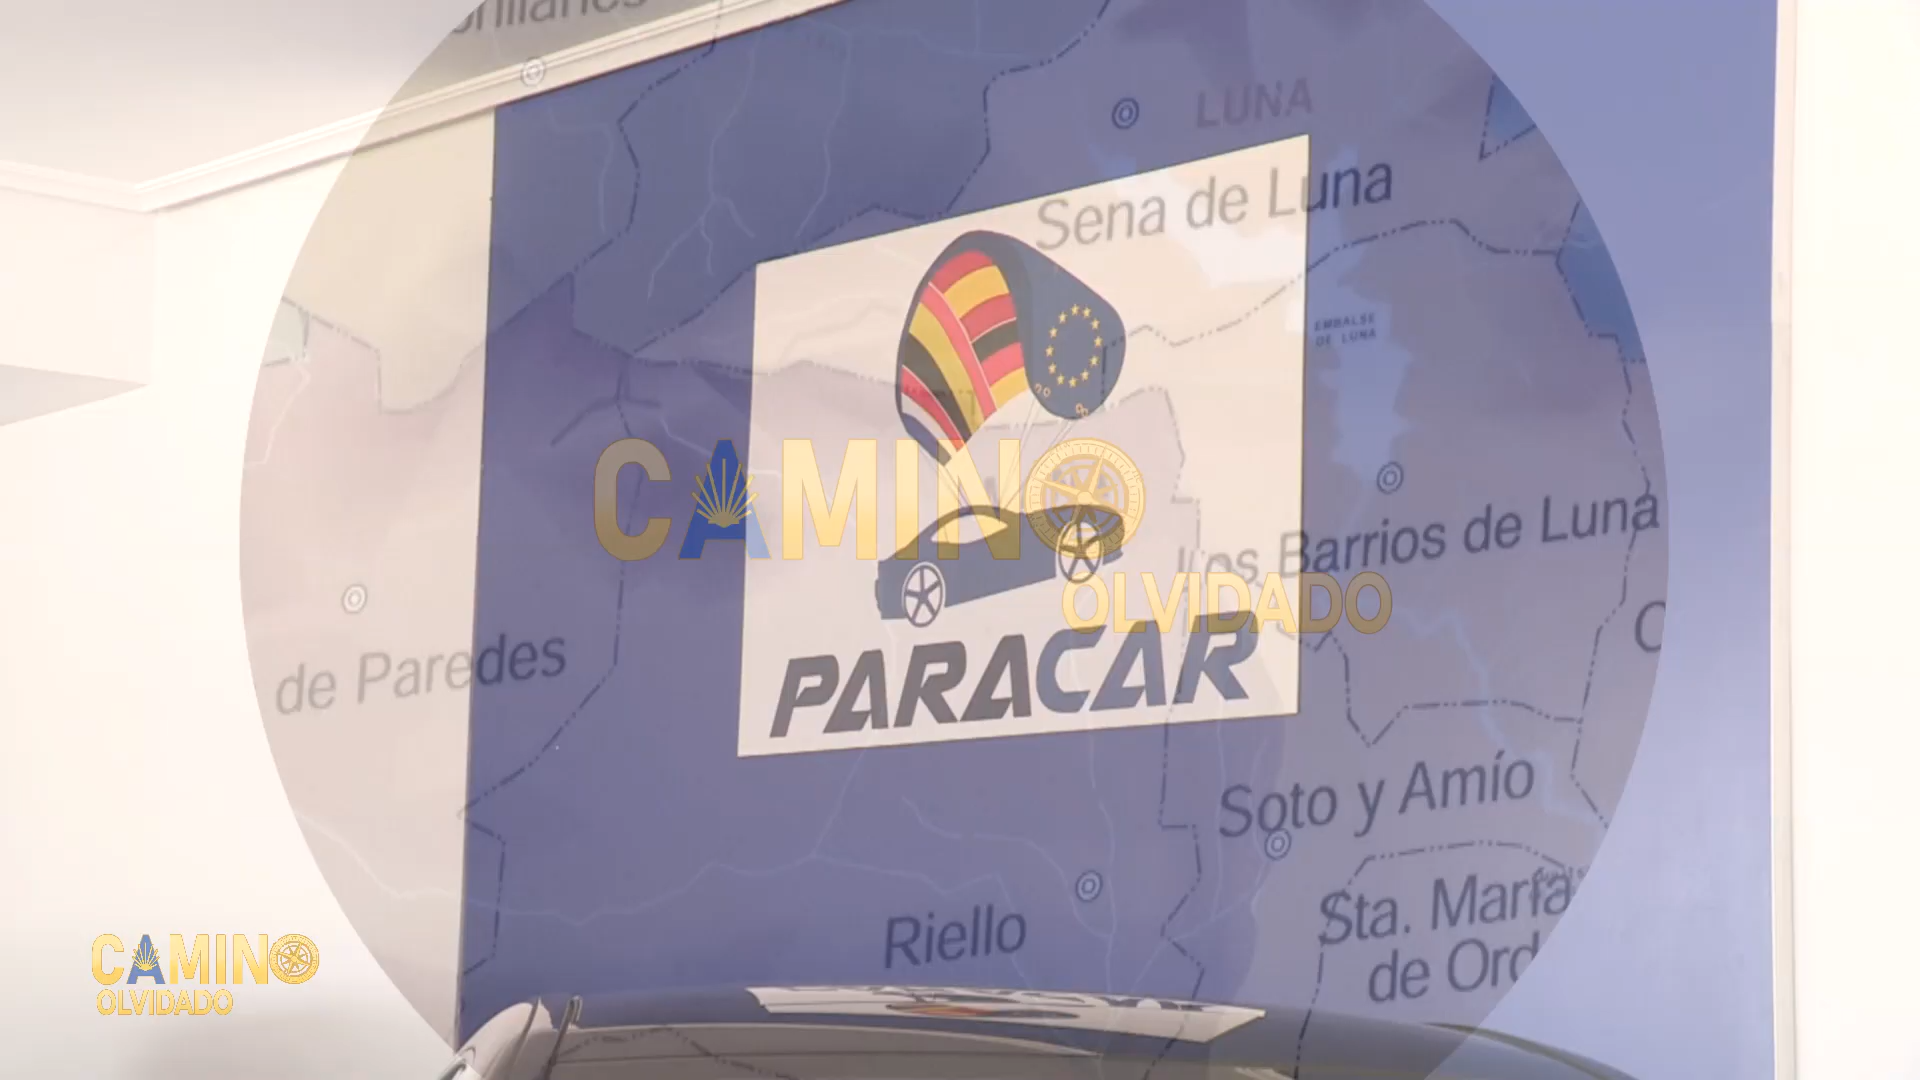 LUNA
Sena de Luna
EMBALSE
DE LUNA
CAMINO
OLVIDADO
Los Barrios de Luna
de Paredes
PARACAR
Soto y Amío
Riello
Sta. María
de Ord
CAMINO
OLVIDADO